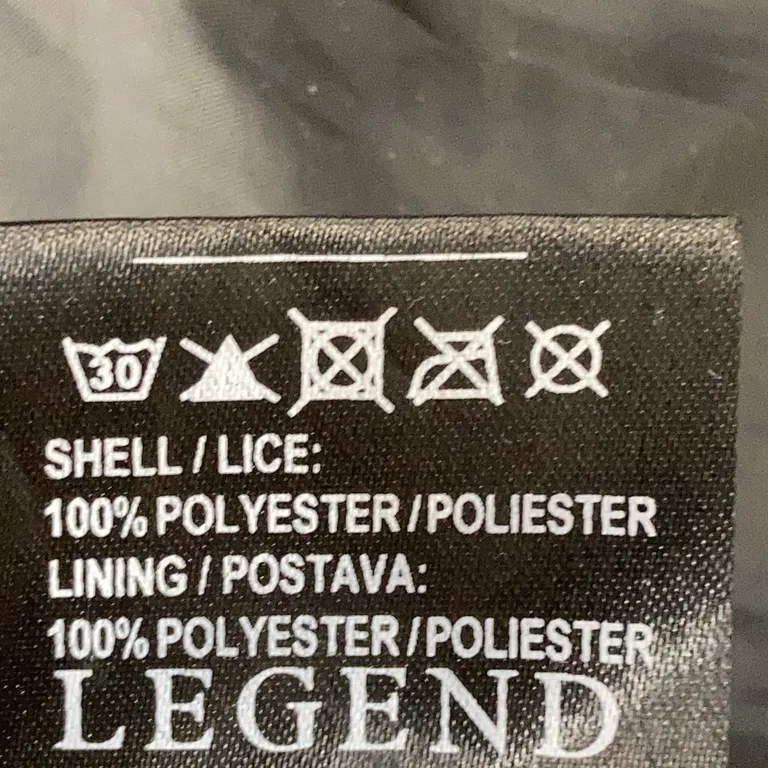 30
SHELL / LICE:
100% POLYESTER / POLIESTER
LINING / POSTAVA:
100% POLYESTER / POLIESTER
LEGEND